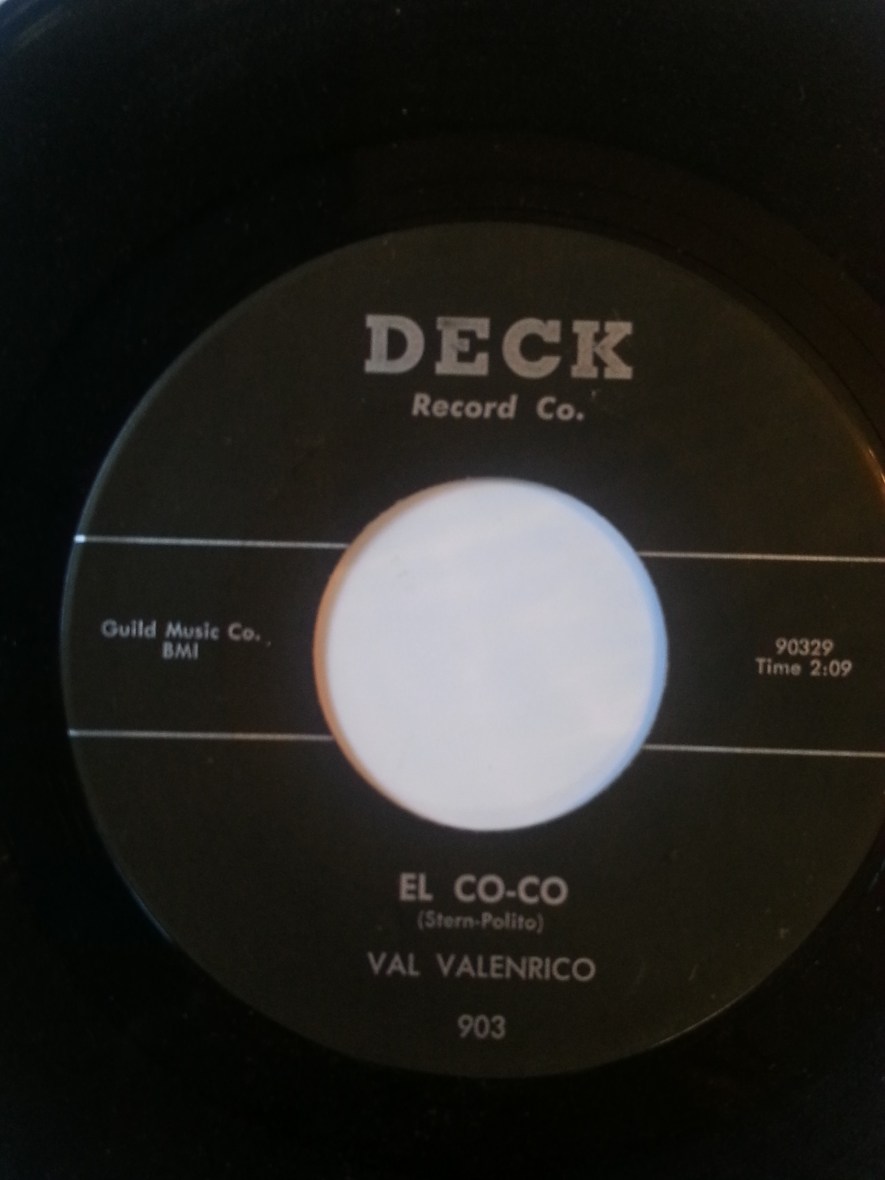 DECK
Record Co.
Guild Music Co.
BMI
90329
Time 2:09
EL CO-CO
(Stern-Polito)
VAL VALENRICO
903